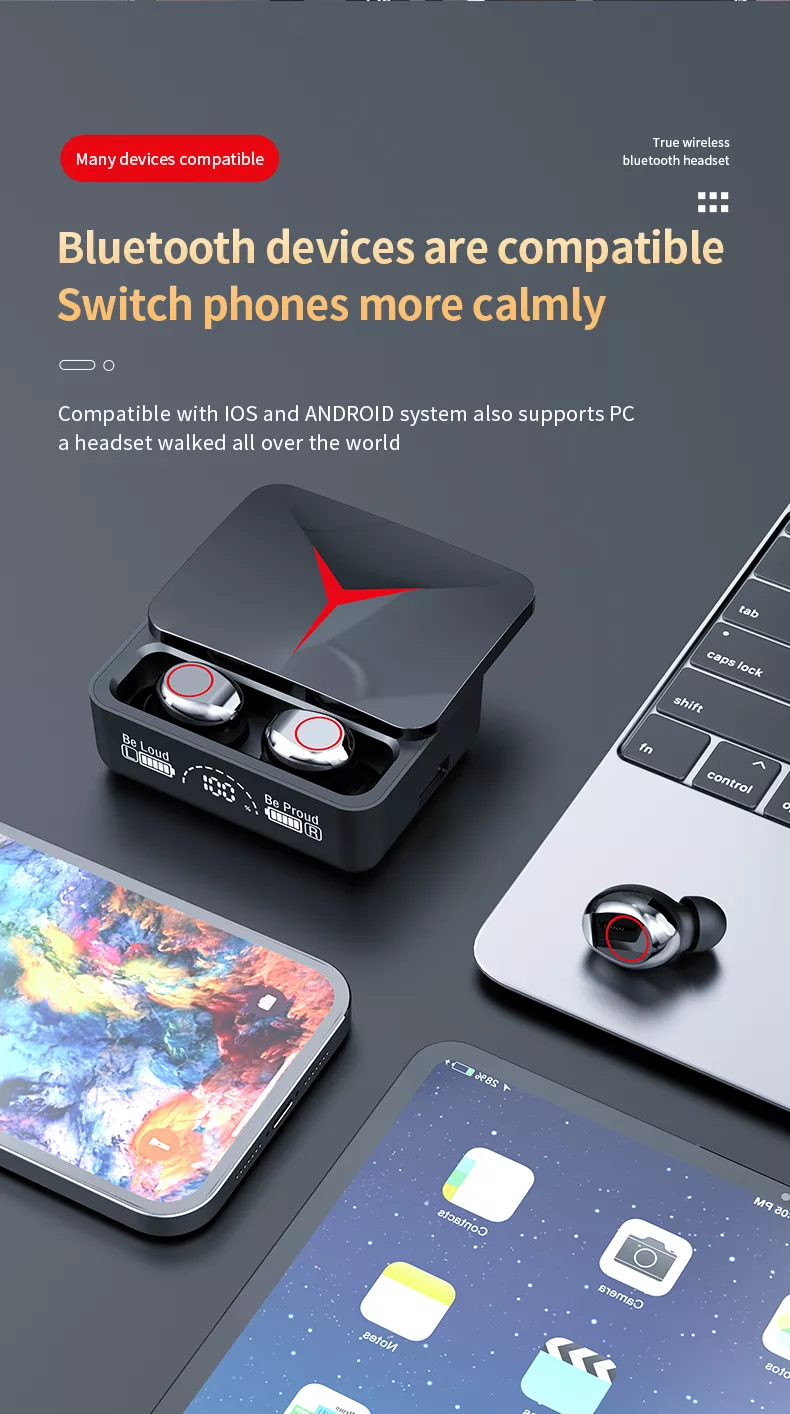 Many devices compatible
True wireless
bluetooth headset
Bluetooth devices are compatible
Switch phones more calmly
Compatible with IOS and ANDROID system also supports PC
a headset walked all over the world
Be Loud
L
100
%
Be Proud
R
tab
caps lock
shift
fn
control
28%
Contacts
Camera
Notes